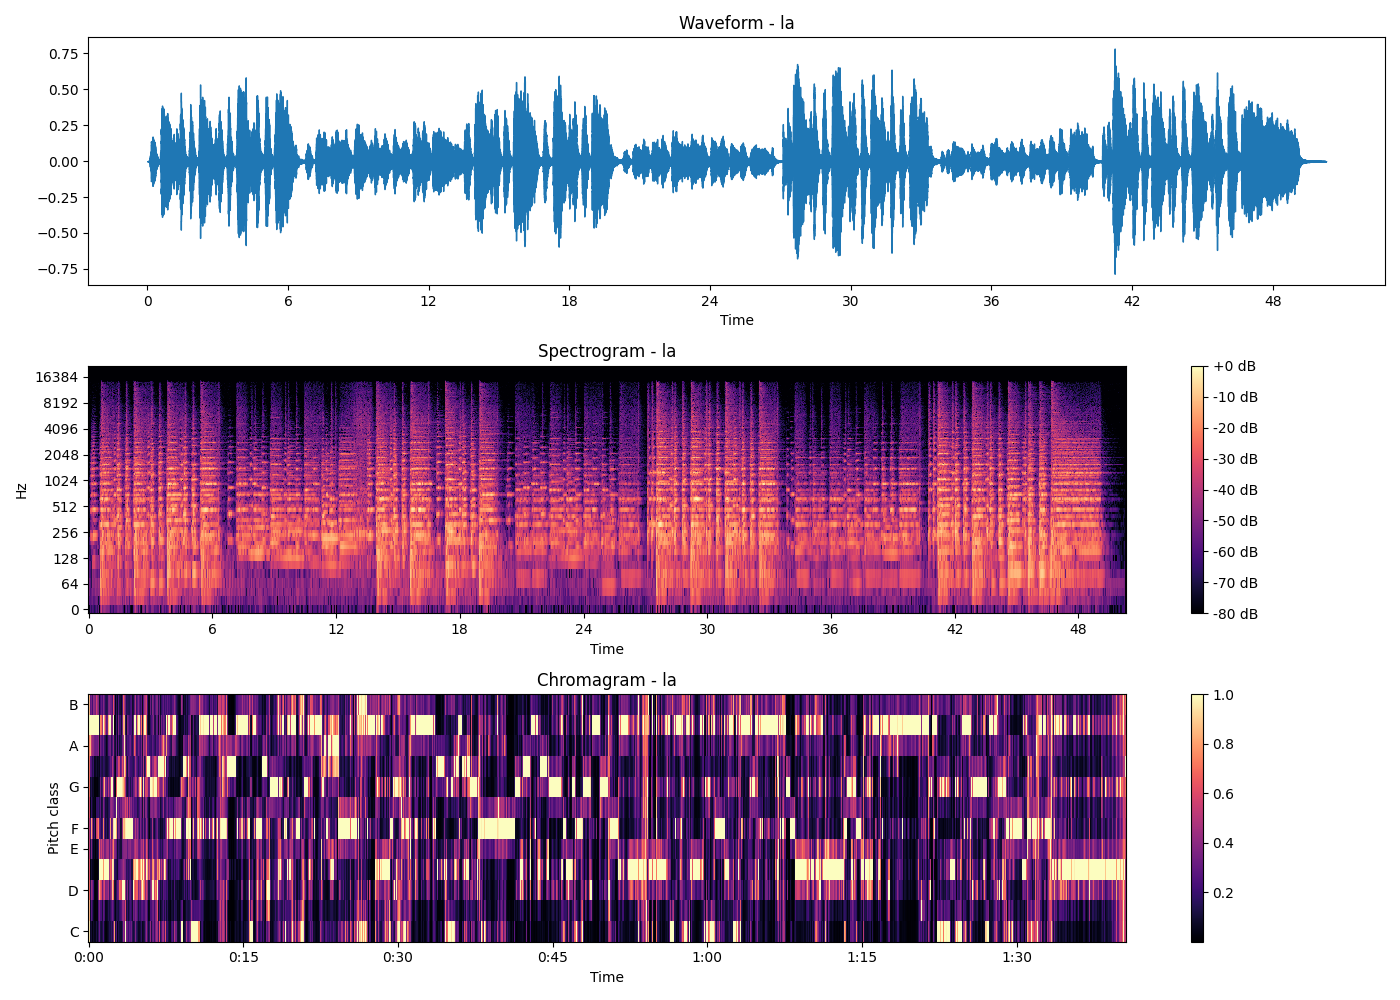 Waveform - la
0.75
0.50
0.25
0.00
−0.25
−0.50
−0.75
0 6 12 18 24 30 36 42 48
Time
Spectrogram - la
Hz
16384
8192
4096
2048
1024
512
256
128
64
0
0 6 12 18 24 30 36 42 48
Time
+0 dB
-10 dB
-20 dB
-30 dB
-40 dB
-50 dB
-60 dB
-70 dB
-80 dB
Chromagram - la
Pitch class
B
A
G
F
E
D
C
0:00 0:15 0:30 0:45 1:00 1:15 1:30
Time
1.0
0.8
0.6
0.4
0.2